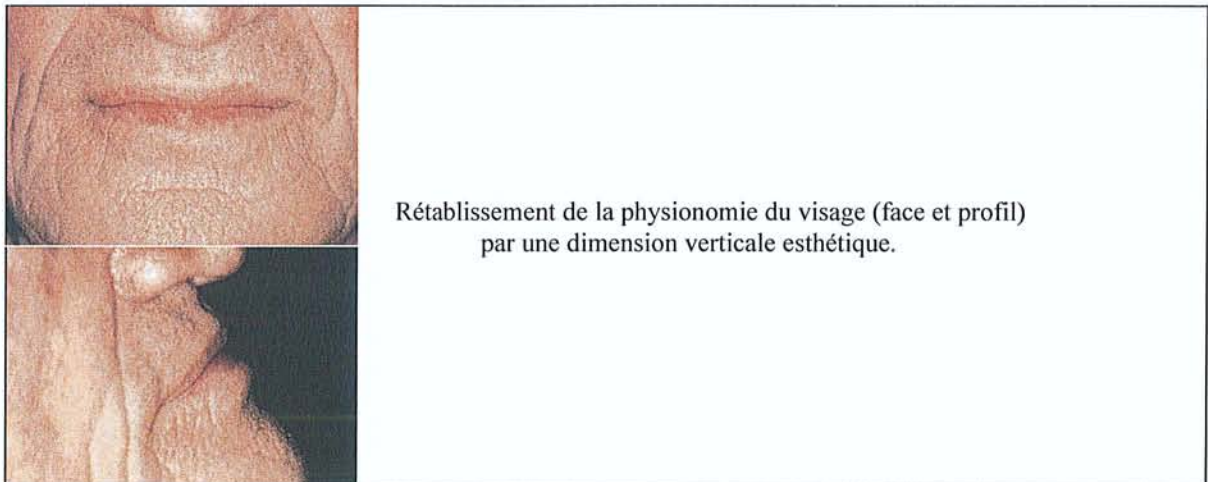 Rétablissement de la physionomie du visage (face et profil)
par une dimension verticale esthétique.